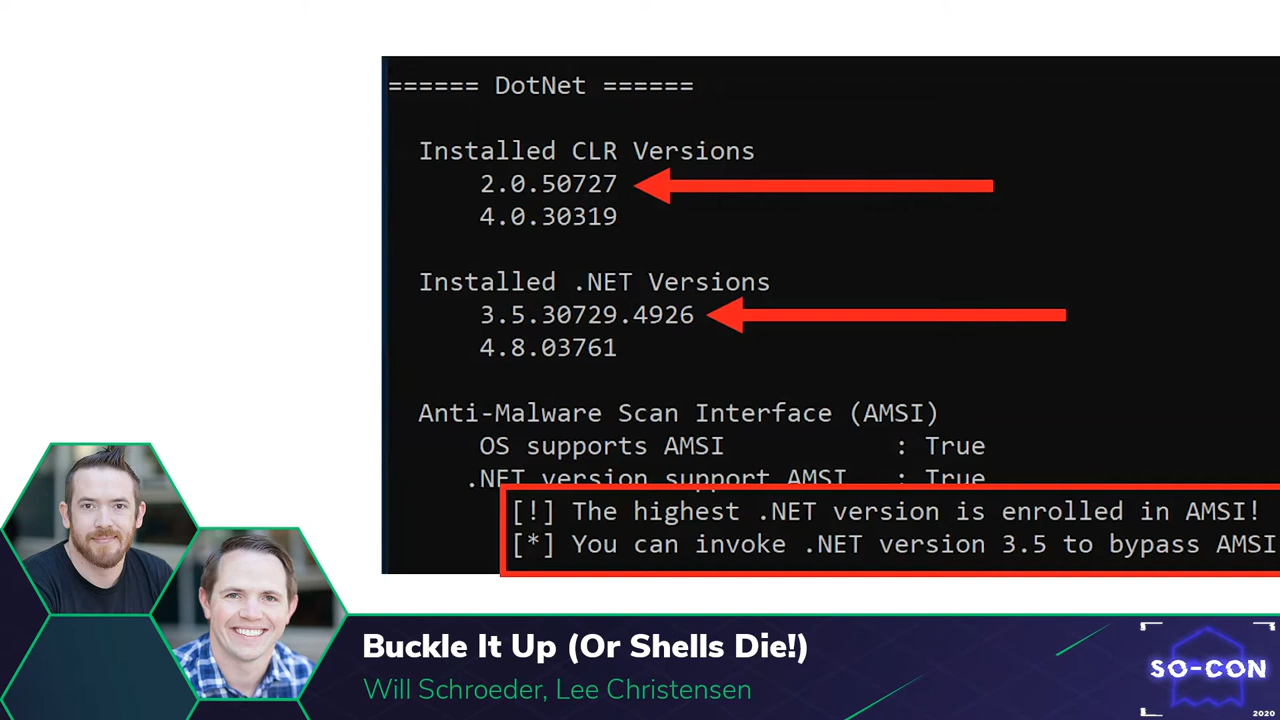 ====== DotNet ======
Installed CLR Versions
2.0.50727
4.0.30319
Installed .NET Versions
3.5.30729.4926
4.8.03761
Anti-Malware Scan Interface (AMSI)
OS supports AMSI : True
.NET version support AMSI : True
[!] The highest .NET version is enrolled in AMSI!
[*] You can invoke .NET version 3.5 to bypass AMSI
Buckle It Up (Or Shells Die!)
Will Schroeder, Lee Christensen
SO-CON
2020